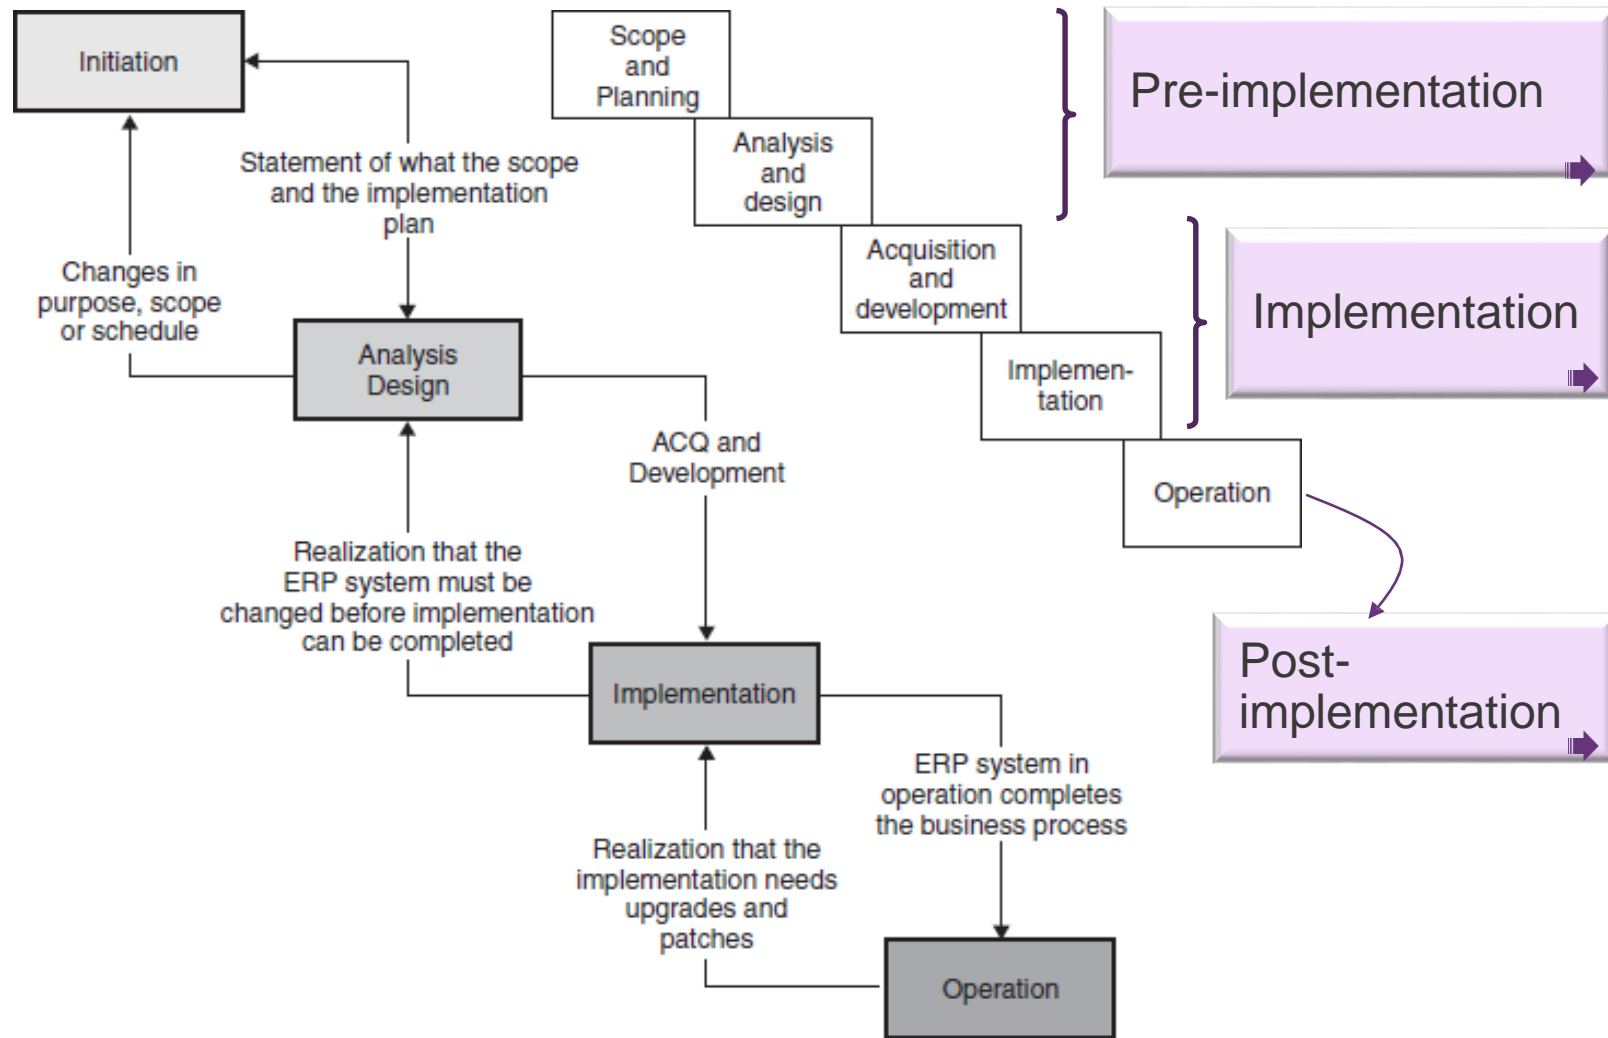 Initiation
Statement of what the scope
and the implementation
plan
Changes in
purpose, scope
or schedule
Analysis
Design
ACQ and
Development
Realization that the
ERP system must be
changed before implementation
can be completed
Implementation
ERP system in
operation completes
the business process
Realization that the
implementation needs
upgrades and
patches
Operation
Scope
and
Planning
Analysis
and
design
Acquisition
and
development
Implemen-
tation
Operation
Pre-implementation
Implementation
Post-
implementation